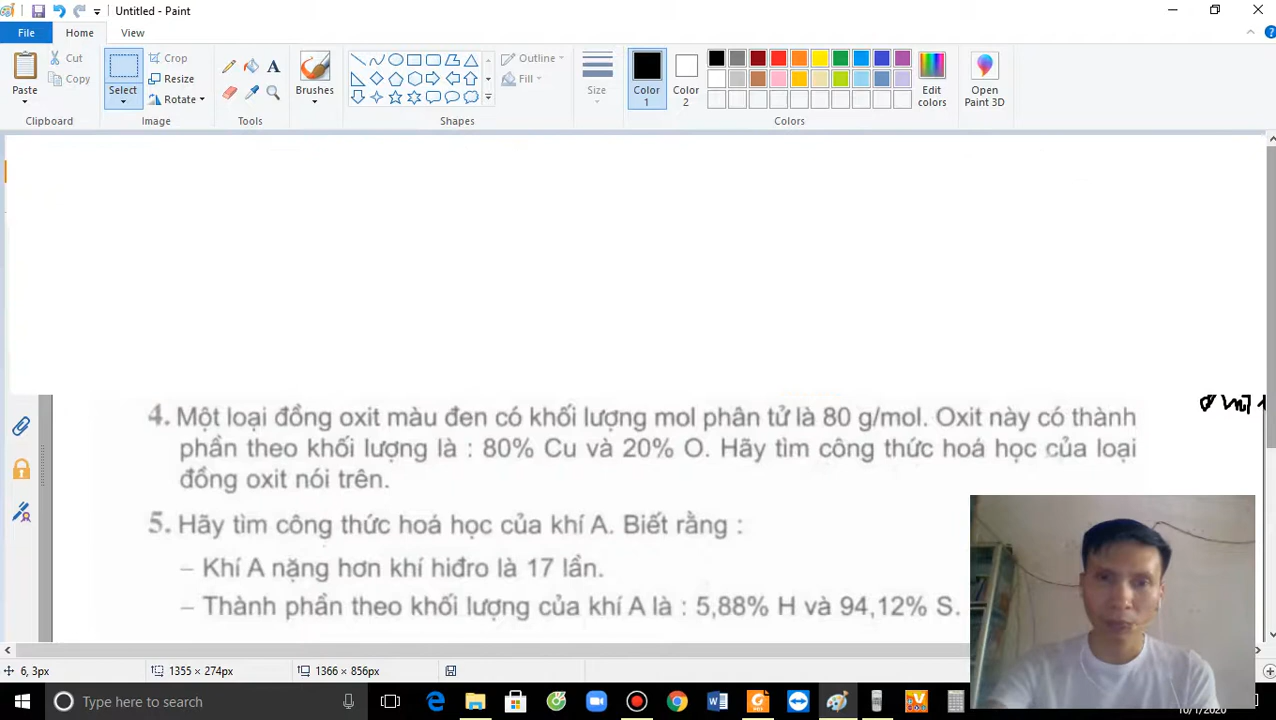 Untitled - Paint
File Home View
Cut
Copy
Paste
Clipboard
Select
Crop
Resize
Rotate
Image
A
Tools
Brushes
Shapes
Outline
Fill
Size
Color 1
Color 2
Edit colors
Open Paint 3D
Colors
4. Một loại đồng oxit màu đen có khối lượng mol phân tử là 80 g/mol. Oxit này có thành
phần theo khối lượng là : 80% Cu và 20% O. Hãy tìm công thức hoá học của loại
đồng oxit nói trên.
5. Hãy tìm công thức hoá học của khí A. Biết rằng :
– Khí A nặng hơn khí hiđro là 17 lần.
– Thành phần theo khối lượng của khí A là : 5,88% H và 94,12% S.
6, 3px 1355 × 274px 1366 × 856px
Type here to search
10/1/2020